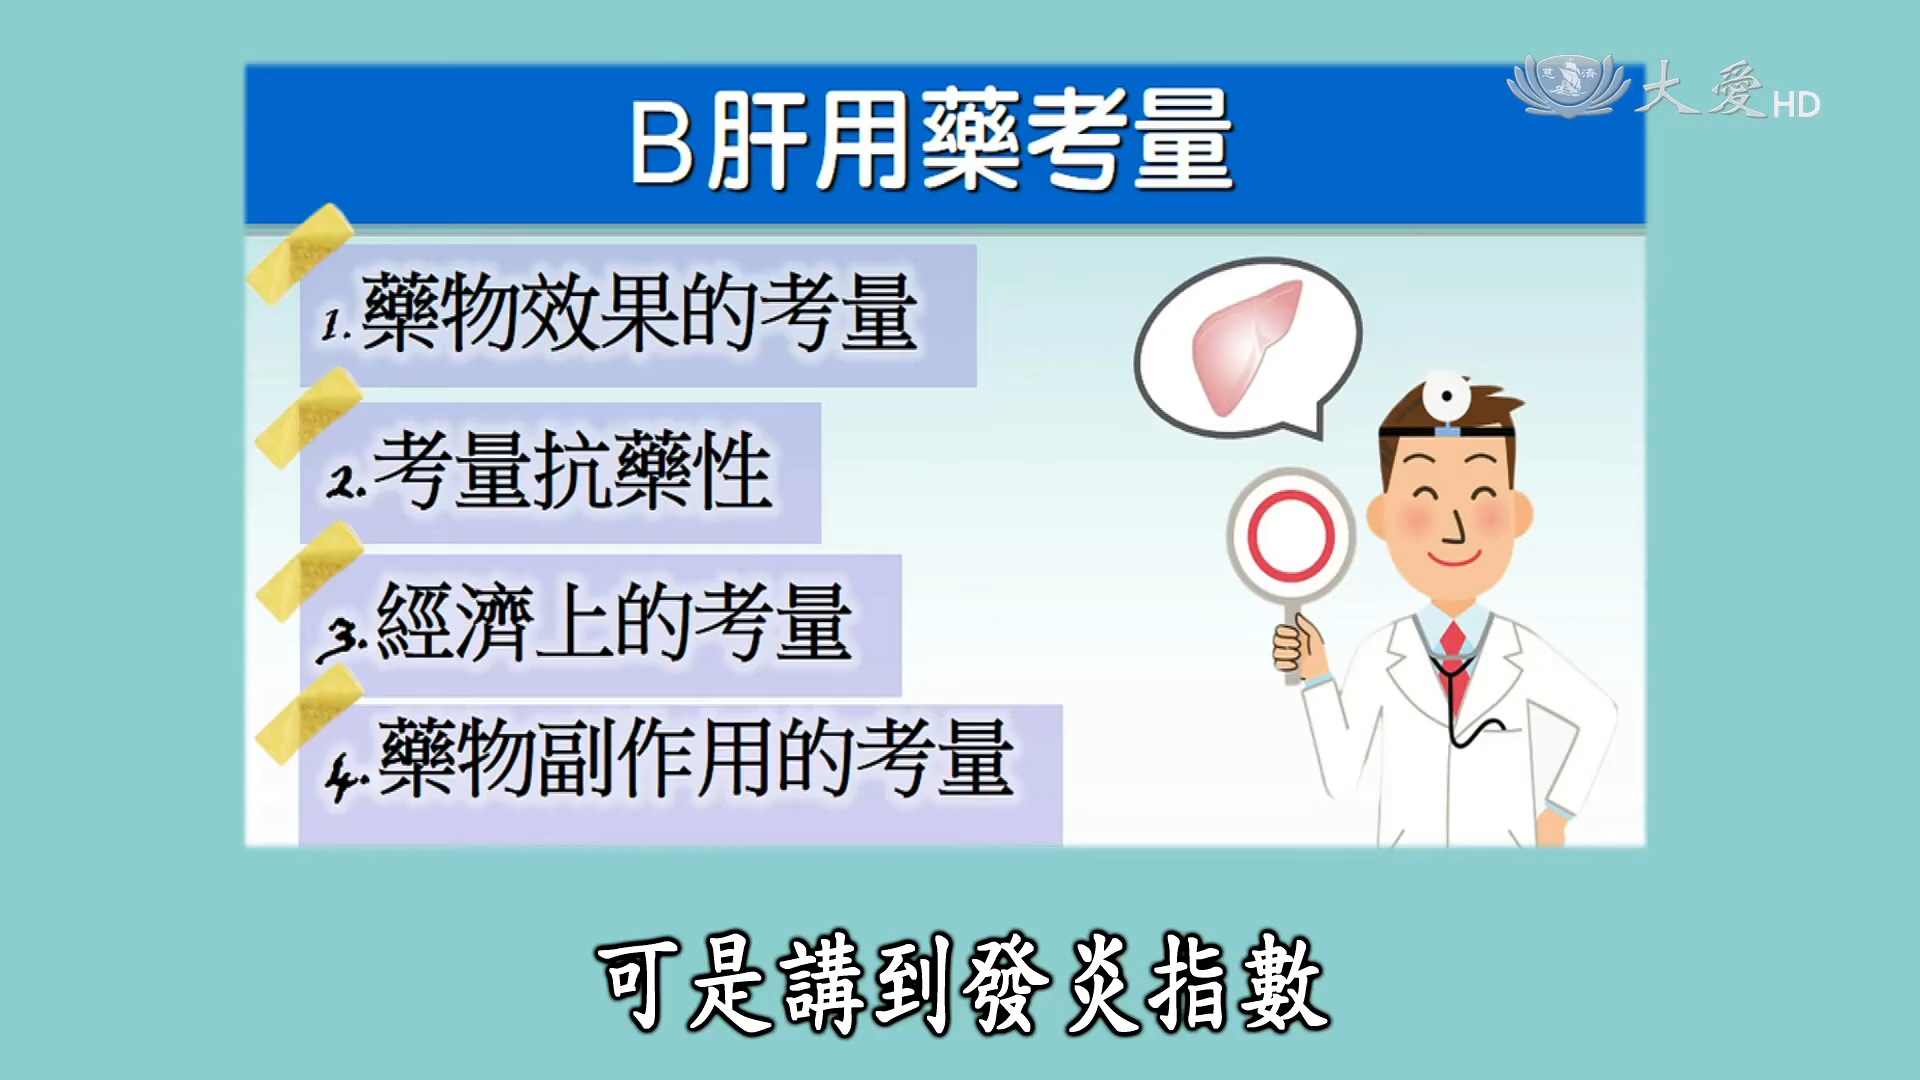 慈濟 大愛HD
B肝用藥考量
1.藥物效果的考量
2.考量抗藥性
3.經濟上的考量
4.藥物副作用的考量
可是講到發炎指數